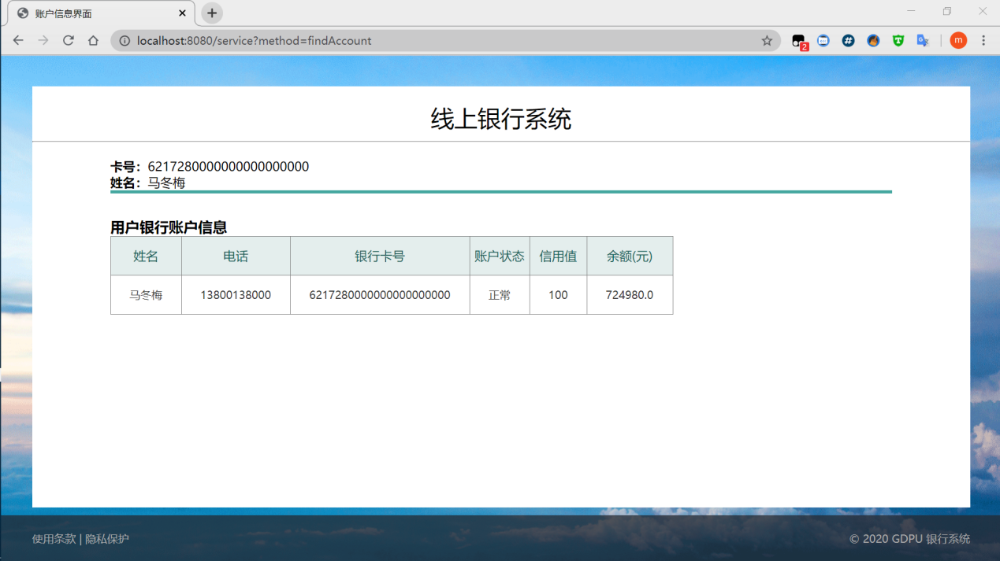 账户信息界面
localhost:8080/service?method=findAccount
2
m
线上银行系统
卡号：6217280000000000000000
姓名：马冬梅
用户银行账户信息
姓名 电话 银行卡号 账户状态 信用值 余额(元)
马冬梅 13800138000 6217280000000000000000 正常 100 724980.0
使用条款 | 隐私保护 © 2020 GDPU 银行系统